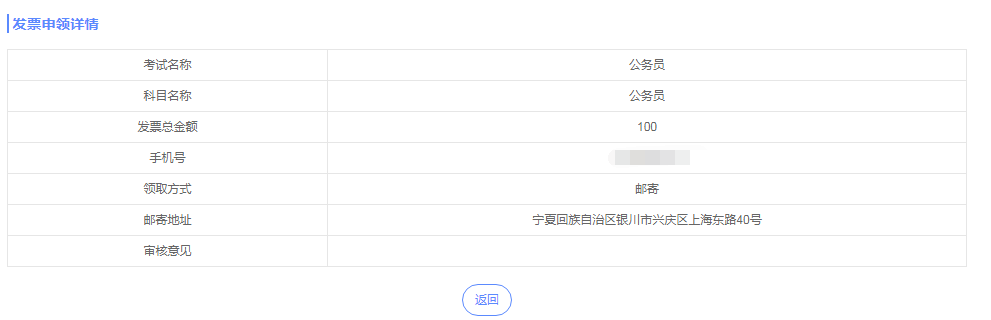 发票申领详情
考试名称 公务员
科目名称 公务员
发票总金额 100
手机号
领取方式 邮寄
邮寄地址 宁夏回族自治区银川市兴庆区上海东路40号
审核意见
返回